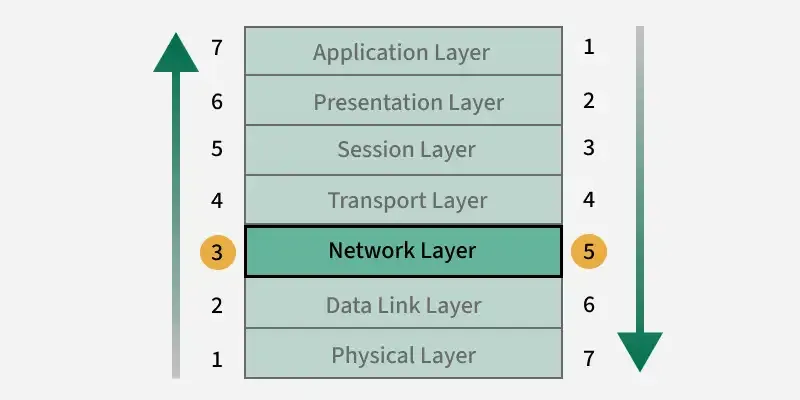 7 Application Layer 1
6 Presentation Layer 2
5 Session Layer 3
4 Transport Layer 4
3 Network Layer 5
2 Data Link Layer 6
1 Physical Layer 7